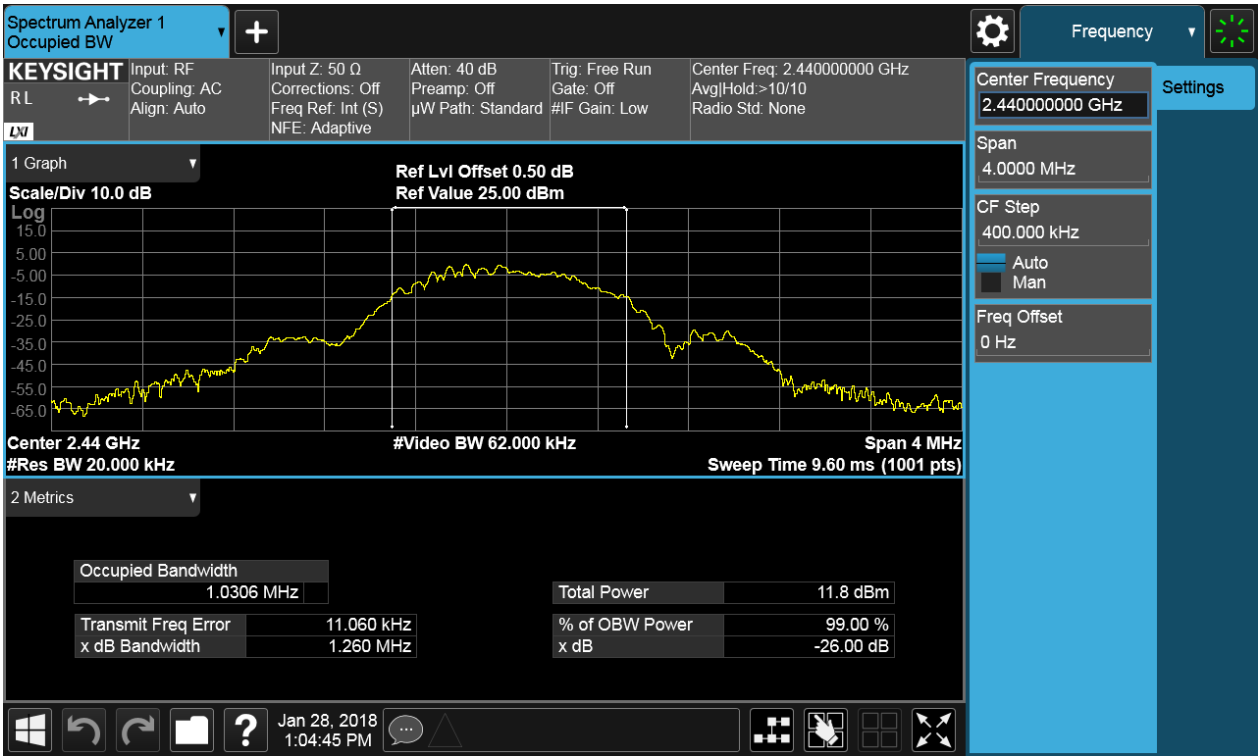 Spectrum Analyzer 1
Occupied BW
+
Frequency
KEYSIGHT
R L
LXI
Input: RF
Coupling: AC
Align: Auto
Input Z: 50 Ω
Corrections: Off
Freq Ref: Int (S)
NFE: Adaptive
Atten: 40 dB
Preamp: Off
µW Path: Standard
Trig: Free Run
Gate: Off
#IF Gain: Low
Center Freq: 2.440000000 GHz
Avg|Hold:>10/10
Radio Std: None
Center Frequency
2.440000000 GHz
Settings
Span
4.0000 MHz
CF Step
400.000 kHz
Auto
Man
Freq Offset
0 Hz
1 Graph
Ref Lvl Offset 0.50 dB
Scale/Div 10.0 dB
Ref Value 25.00 dBm
Log
15.0
5.00
-5.00
-15.0
-25.0
-35.0
-45.0
-55.0
-65.0
Center 2.44 GHz
#Video BW 62.000 kHz
Span 4 MHz
#Res BW 20.000 kHz
Sweep Time 9.60 ms (1001 pts)
2 Metrics
Occupied Bandwidth
1.0306 MHz
Total Power 11.8 dBm
Transmit Freq Error 11.060 kHz
% of OBW Power 99.00 %
x dB Bandwidth 1.260 MHz
x dB -26.00 dB
?
Jan 28, 2018
1:04:45 PM